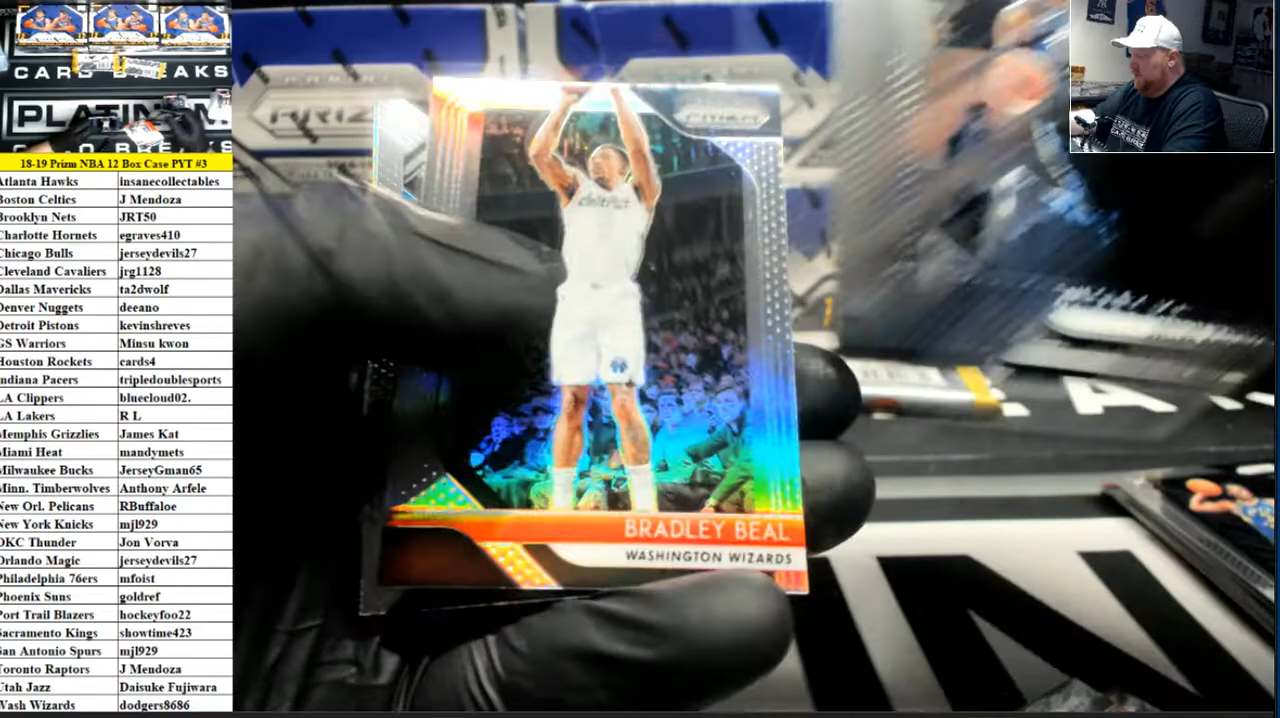 CARD BREAKS
PLATINUM
CARD BREAKS
18-19 Prizm NBA 12 Box Case PYT #3
Atlanta Hawks insanecollectables
Boston Celtics J Mendoza
Brooklyn Nets JRT50
Charlotte Hornets egraves410
Chicago Bulls jerseydevils27
Cleveland Cavaliers jrg1128
Dallas Mavericks ta2dwolf
Denver Nuggets deeano
Detroit Pistons kevinshreves
GS Warriors Minsu kwon
Houston Rockets cards4
Indiana Pacers tripledoublesports
LA Clippers bluecloud02.
LA Lakers R L
Memphis Grizzlies James Kat
Miami Heat mandymets
Milwaukee Bucks JerseyGman65
Minn. Timberwolves Anthony Arfele
New Orl. Pelicans RBuffaloe
New York Knicks mjl929
OKC Thunder Jon Vorva
Orlando Magic jerseydevils27
Philadelphia 76ers mfoist
Phoenix Suns goldref
Port Trail Blazers hockeyfoo22
Sacramento Kings showtime423
San Antonio Spurs mjl929
Toronto Raptors J Mendoza
Utah Jazz Daisuke Fujiwara
Wash Wizards dodgers8686
PANINI
PRIZM
PRIZM
BRADLEY BEAL
WASHINGTON WIZARDS